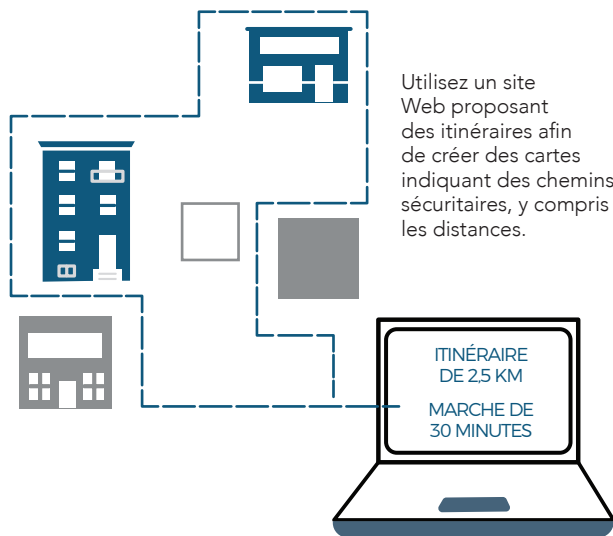 Utilisez un site
Web proposant
des itinéraires afin
de créer des cartes
indiquant des chemins
sécuritaires, y compris
les distances.
ITINÉRAIRE
DE 2,5 KM
MARCHE DE
30 MINUTES